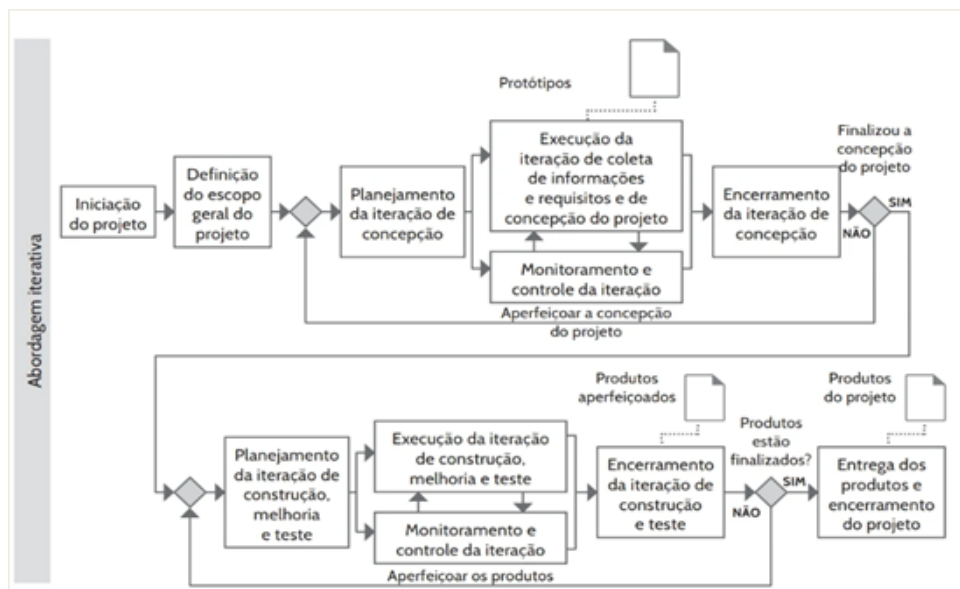 Abordagem iterativa
Iniciação
do projeto
Definição
do escopo
geral do
projeto
Planejamento
da iteração de
concepção
Protótipos
Execução da
iteração de coleta
de informações
e requisitos e de
concepção do projeto
Monitoramento e
controle da iteração
Encerramento
da iteração de
concepção
Finalizou a
concepção
do projeto
SIM
NÃO
Aperfeiçoar a concepção
do projeto
Planejamento
da iteração de
construção,
melhoria
e teste
Execução da iteração
de construção,
melhoria e teste
Monitoramento e
controle da iteração
Produtos
aperfeiçoados
Encerramento
da iteração de
construção
e teste
Produtos
estão
finalizados?
SIM
NÃO
Produtos
do projeto
Entrega dos
produtos e
encerramento
do projeto
Aperfeiçoar os produtos